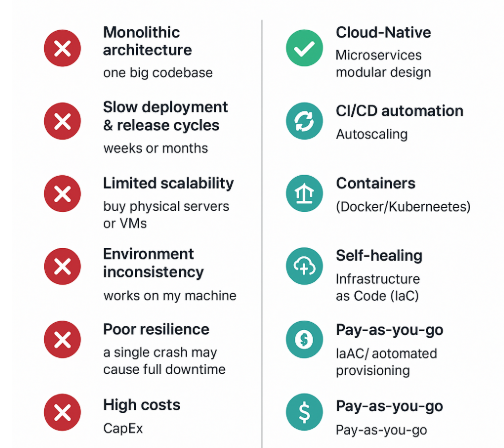 Monolithic
architecture
one big codebase
Slow deployment
& release cycles
weeks or months
Limited scalability
buy physical servers
or VMs
Environment
inconsistency
works on my machine
Poor resilience
a single crash may
cause full downtime
High costs
CapEx
Cloud-Native
Microservices
modular design
CI/CD automation
Autoscaling
Containers
(Docker/Kuberneetes)
Self-healing
Infrastructure
as Code (IaC)
Pay-as-you-go
IaAC/ aotomated
provisioning
Pay-as-you-go
Pay-as-you-go